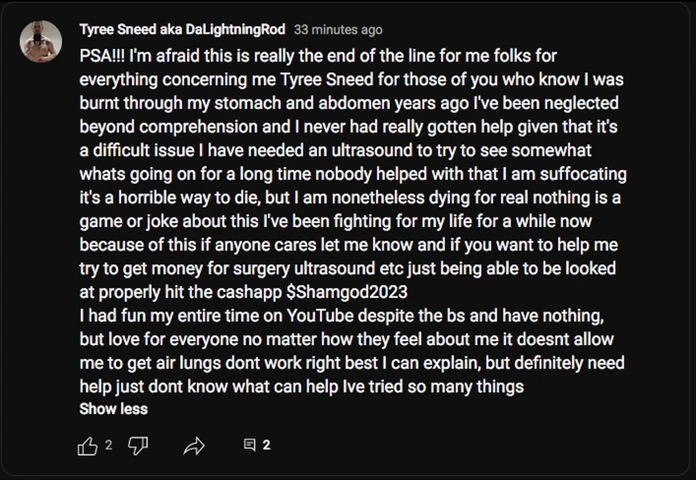 Tyree Sneed aka DaLightningRod 33 minutes ago
PSA!!! I'm afraid this is really the end of the line for me folks for
everything concerning me Tyree Sneed for those of you who know I was
burnt through my stomach and abdomen years ago I've been neglected
beyond comprehension and I never had really gotten help given that it's
a difficult issue I have needed an ultrasound to try to see somewhat
whats going on for a long time nobody helped with that I am suffocating
it's a horrible way to die, but I am nonetheless dying for real nothing is a
game or joke about this I've been fighting for my life for a while now
because of this if anyone cares let me know and if you want to help me
try to get money for surgery ultrasound etc just being able to be looked
at properly hit the cashapp $Shamgod2023
I had fun my entire time on YouTube despite the bs and have nothing,
but love for everyone no matter how they feel about me it doesnt allow
me to get air lungs dont work right best I can explain, but definitely need
help just dont know what can help Ive tried so many things
Show less
2 2